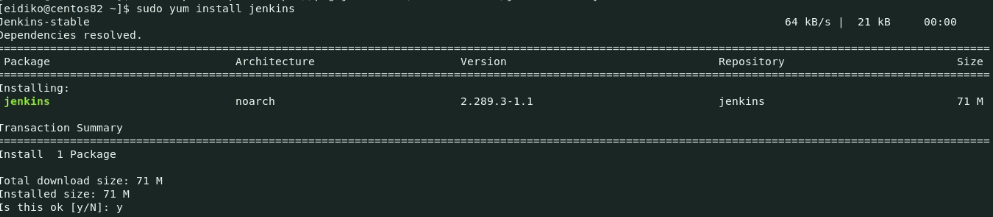 [eidiko@centos82 ~]$ sudo yum install jenkins
Jenkins-stable 64 kB/s | 21 kB 00:00
Dependencies resolved.
Package Architecture Version Repository Size
Installing:
jenkins noarch 2.289.3-1.1 jenkins 71 M
Transaction Summary
Install 1 Package
Total download size: 71 M
Installed size: 71 M
Is this ok [y/N]: y